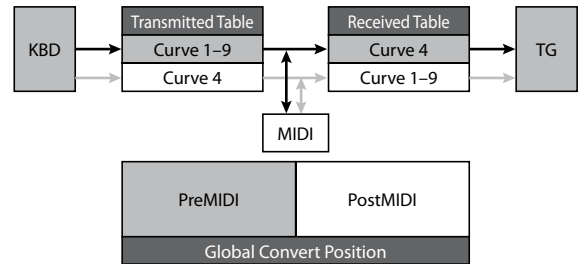 Transmitted Table
Received Table
KBD
Curve 1–9
Curve 4
TG
Curve 4
Curve 1–9
MIDI
PreMIDI
PostMIDI
Global Convert Position